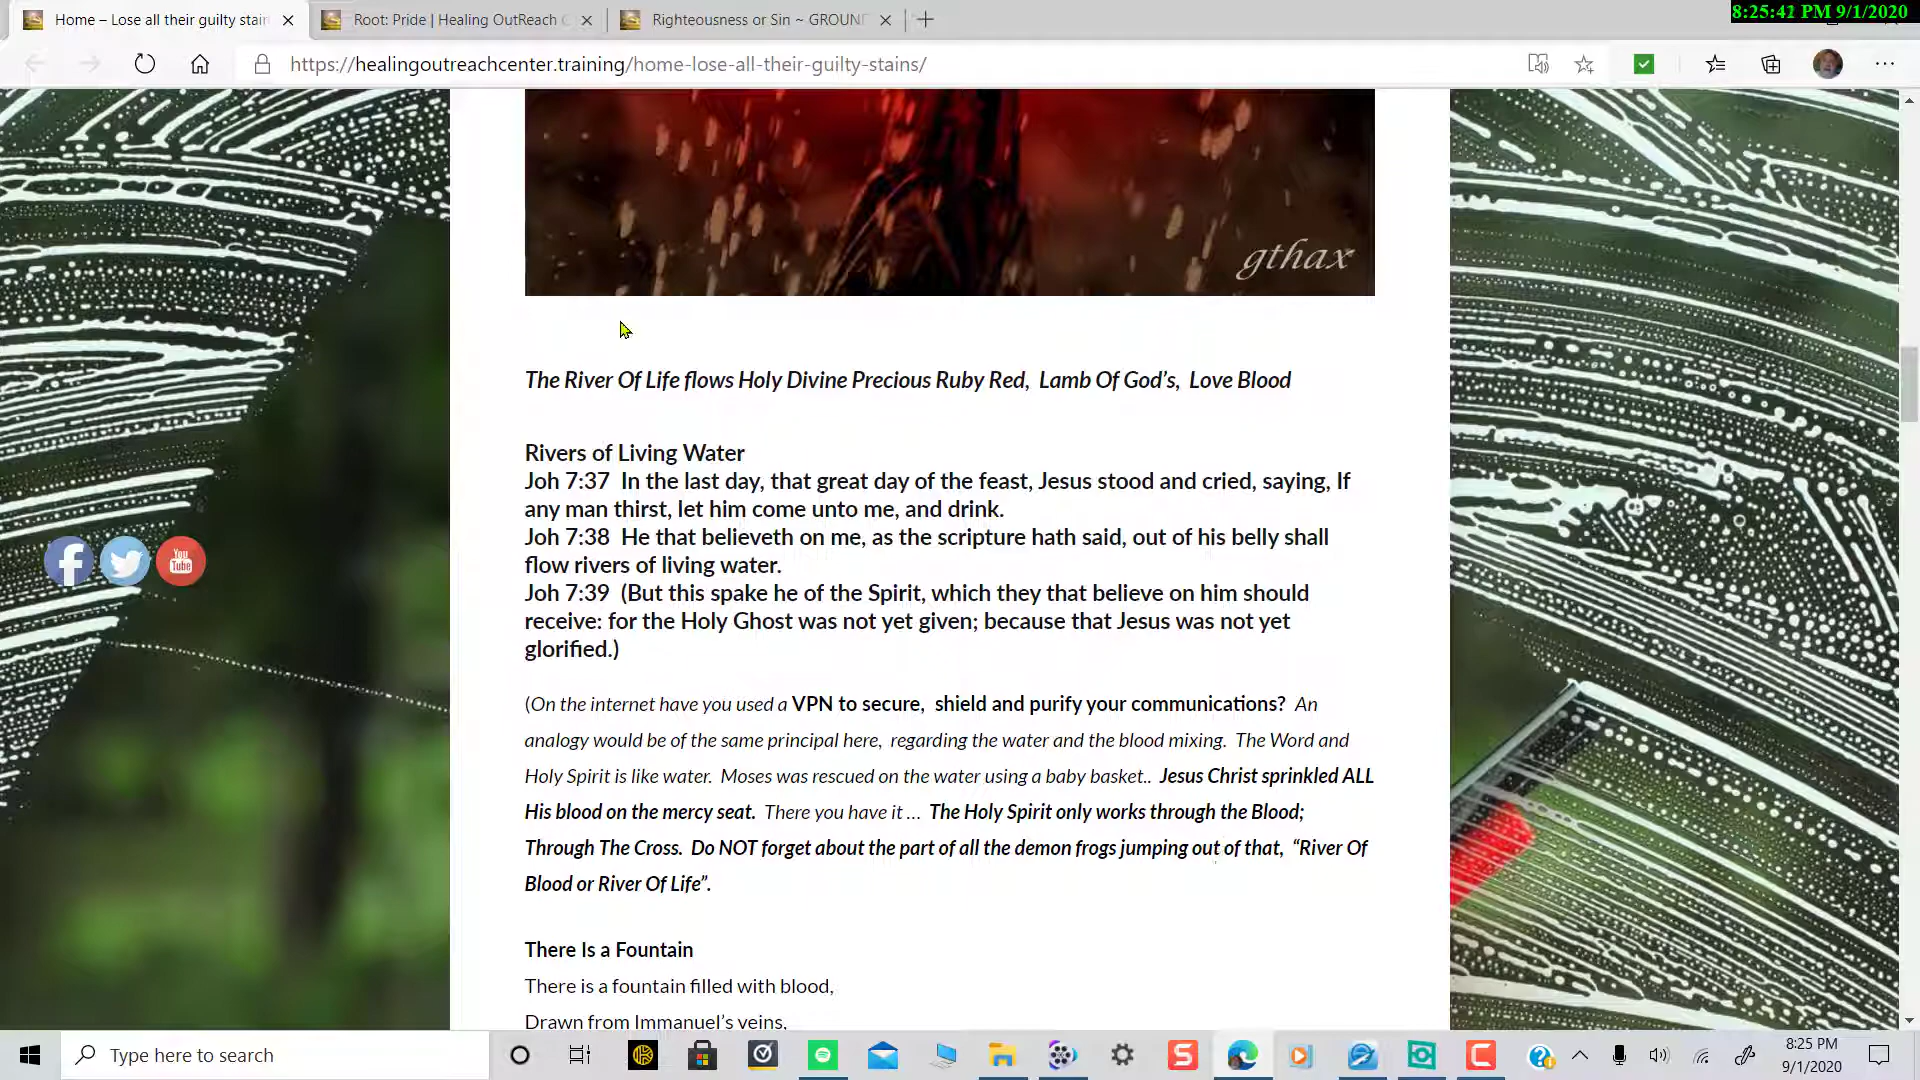 8:25:42 PM 9/1/2020
Home – Lose all their guilty stain
Root: Pride | Healing OutReach C
Righteousness or Sin ~ GROUN
https://healingoutreachcenter.training/home-lose-all-their-guilty-stains/
gthax
The River Of Life flows Holy Divine Precious Ruby Red, Lamb Of God's, Love Blood
Rivers of Living Water
Joh 7:37 In the last day, that great day of the feast, Jesus stood and cried, saying, If
any man thirst, let him come unto me, and drink.
Joh 7:38 He that believeth on me, as the scripture hath said, out of his belly shall
flow rivers of living water.
Joh 7:39 (But this spake he of the Spirit, which they that believe on him should
receive: for the Holy Ghost was not yet given; because that Jesus was not yet
glorified.)
(On the internet have you used a VPN to secure, shield and purify your communications? An
analogy would be of the same principal here, regarding the water and the blood mixing. The Word and
Holy Spirit is like water. Moses was rescued on the water using a baby basket.. Jesus Christ sprinkled ALL
His blood on the mercy seat. There you have it … The Holy Spirit only works through the Blood;
Through The Cross. Do NOT forget about the part of all the demon frogs jumping out of that, “River Of
Blood or River Of Life”.
There Is a Fountain
There is a fountain filled with blood,
Drawn from Immanuel’s veins,
You
Tube
Type here to search
S
C
8:25 PM
9/1/2020